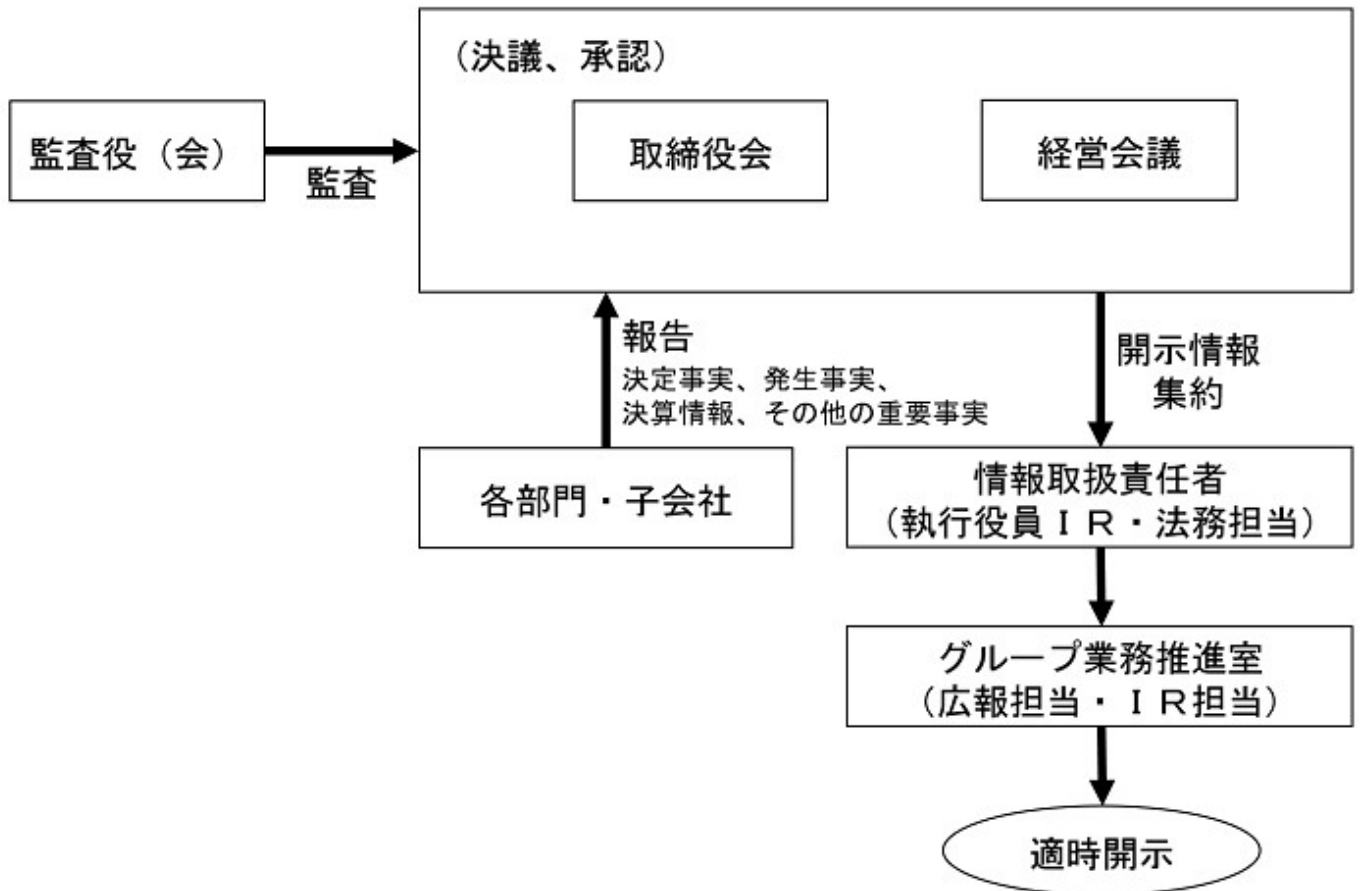 (決議、承認)
監査役(会)
監査
取締役会
経営会議
報告
決定事実、発生事実、
決算情報、その他の重要事実
開示情報
集約
各部門・子会社
情報取扱責任者
(執行役員IR・法務担当)
グループ業務推進室
(広報担当・IR担当)
適時開示